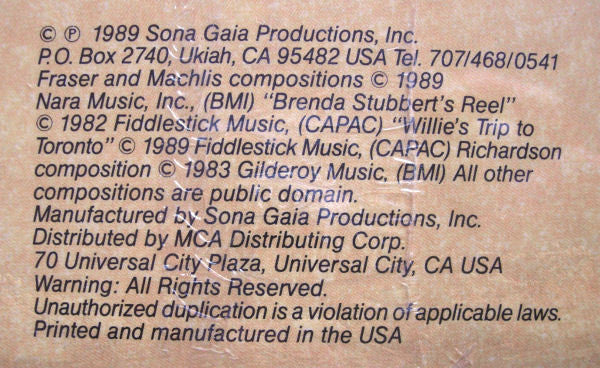 © ℗ 1989 Sona Gaia Productions, Inc.
P.O. Box 2740, Ukiah, CA 95482 USA Tel. 707/468/0541
Fraser and Machlis compositions © 1989
Nara Music, Inc., (BMI) "Brenda Stubbert's Reel"
© 1982 Fiddlestick Music, (CAPAC) "Willie's Trip to
Toronto" © 1989 Fiddlestick Music, (CAPAC) Richardson
composition © 1983 Gilderoy Music, (BMI) All other
compositions are public domain.
Manufactured by Sona Gaia Productions, Inc.
Distributed by MCA Distributing Corp.
70 Universal City Plaza, Universal City, CA USA
Warning: All Rights Reserved.
Unauthorized duplication is a violation of applicable laws.
Printed and manufactured in the USA